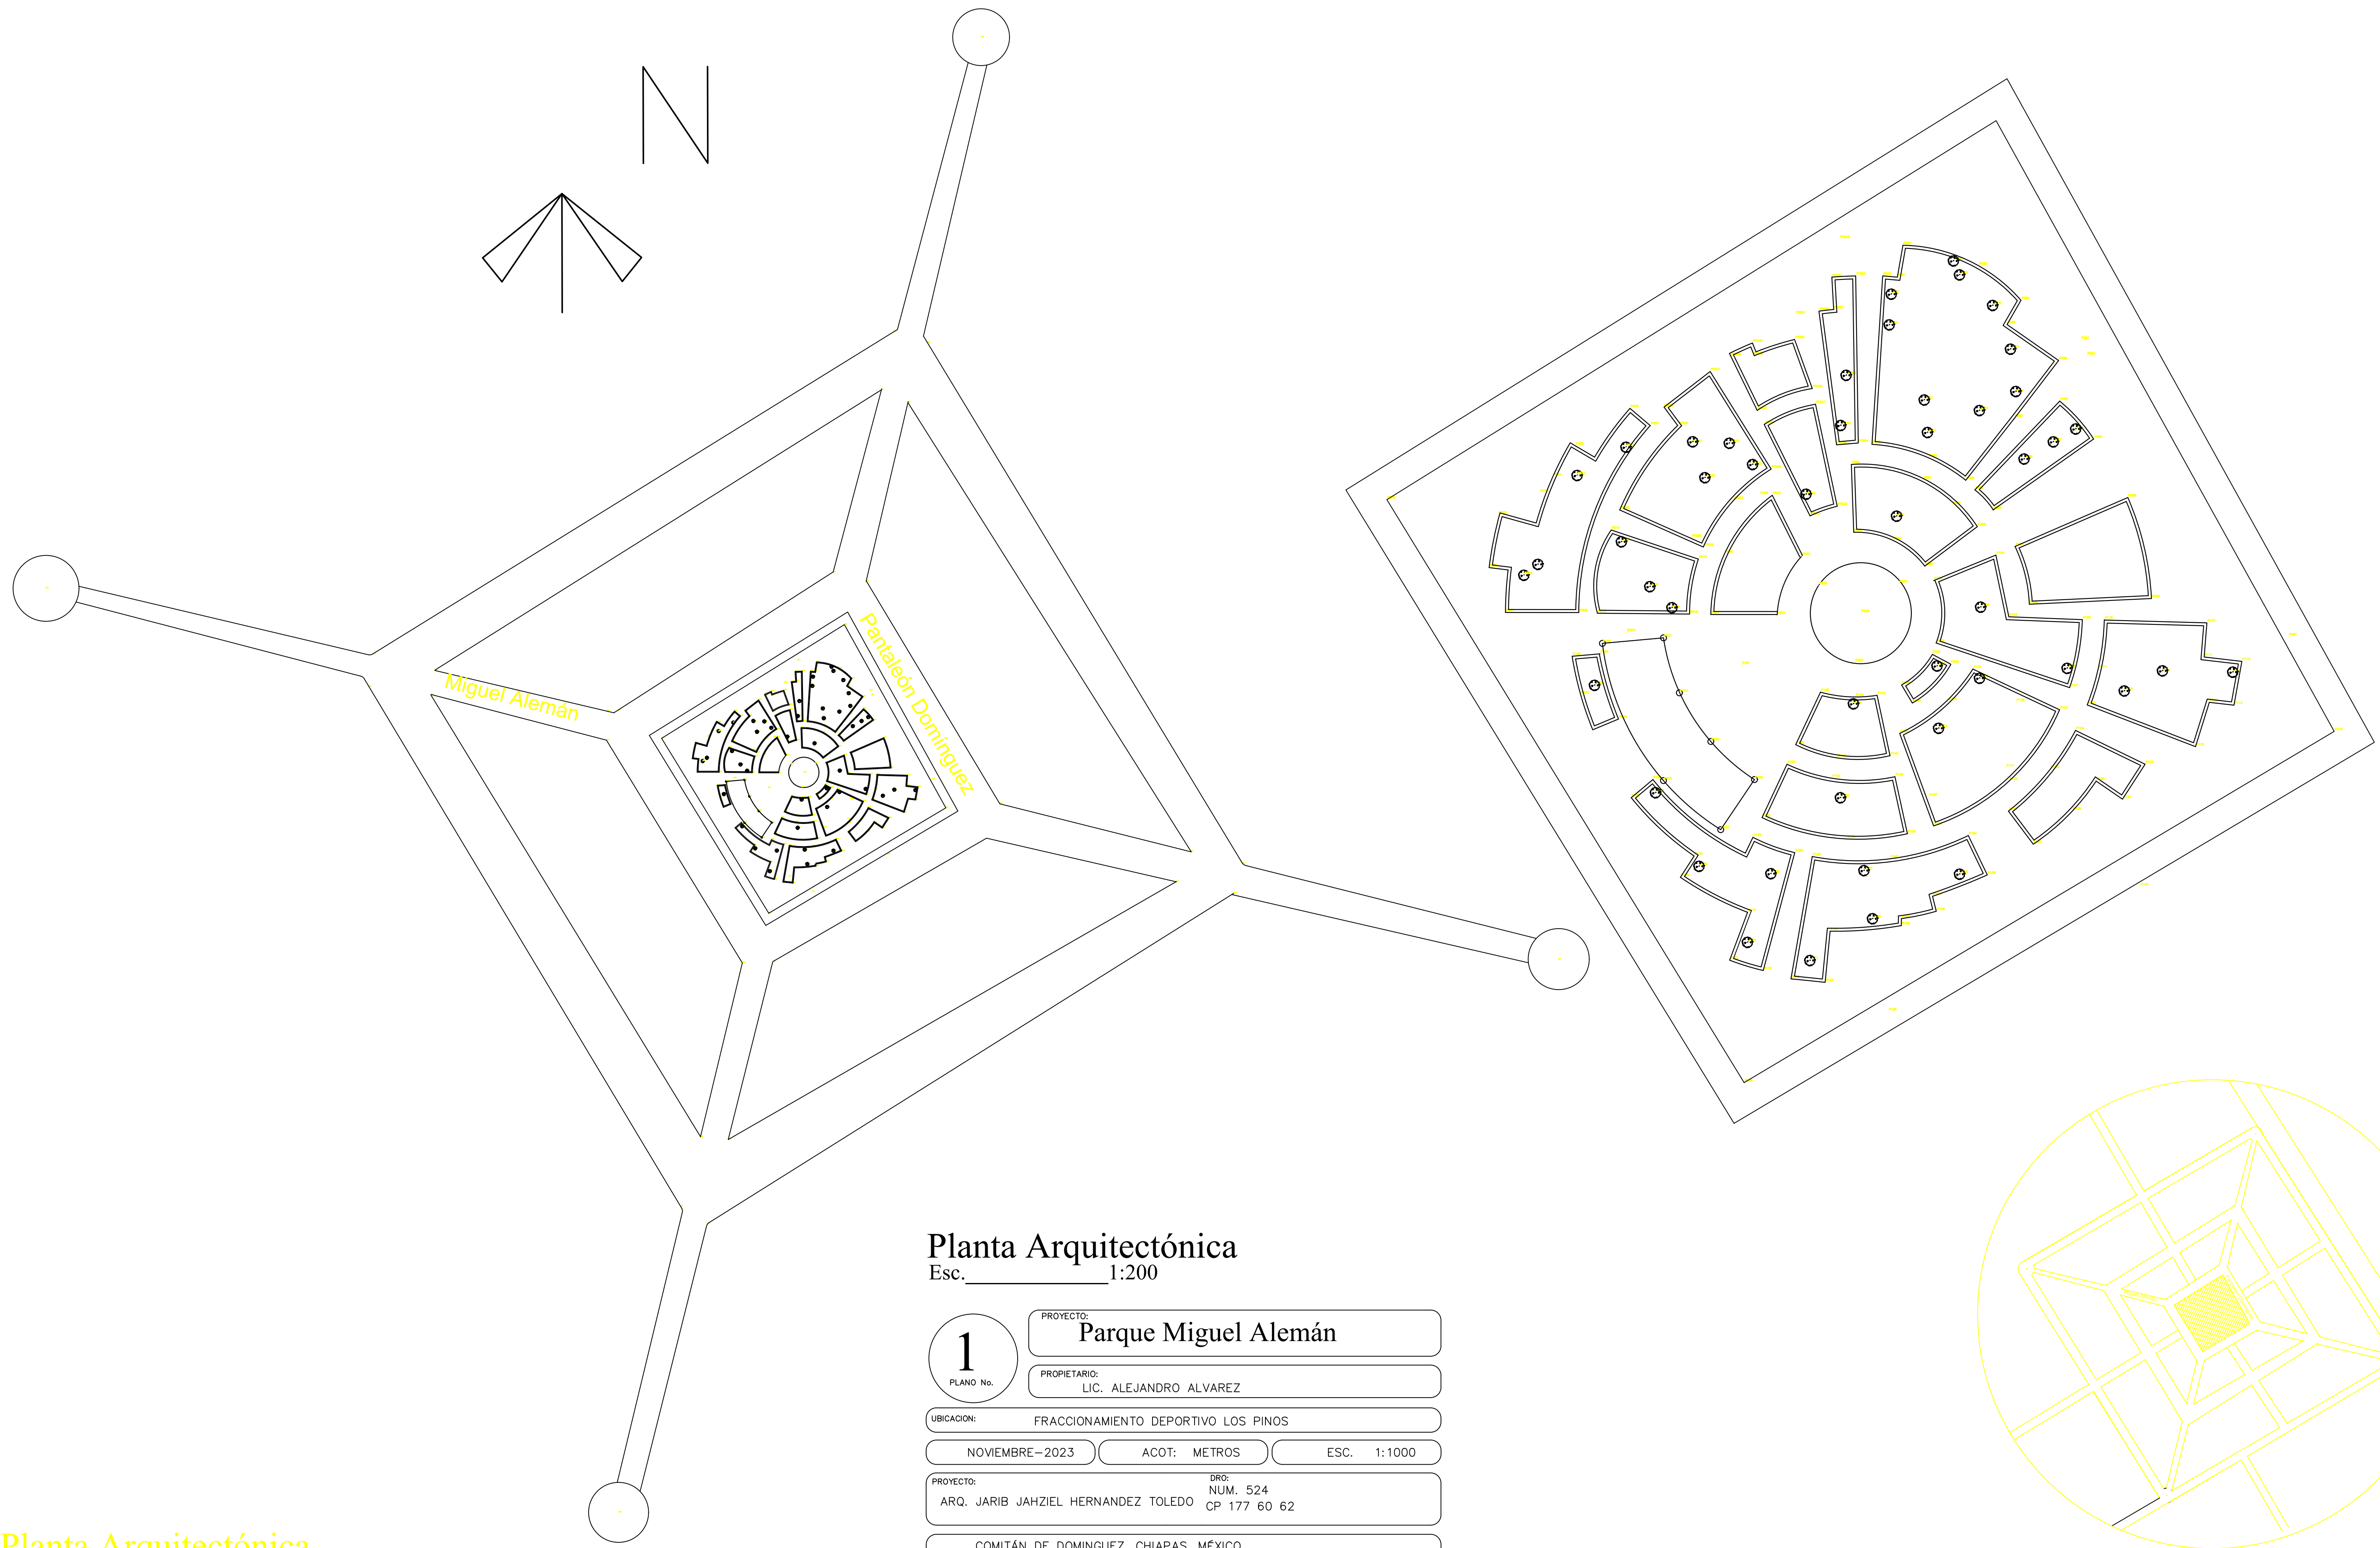 N
Miguel Alemán
Pantaleón Dominguez
Planta Arquitectónica
Esc.____________1:200
1
PLANO No.
PROYECTO:
Parque Miguel Alemán
PROPIETARIO:
LIC. ALEJANDRO ALVAREZ
UBICACION: FRACCIONAMIENTO DEPORTIVO LOS PINOS
NOVIEMBRE-2023 ACOT: METROS ESC. 1:1000
PROYECTO:
ARQ. JARIB JAHZIEL HERNANDEZ TOLEDO
DRO:
NUM. 524
CP 177 60 62
COMITÁN DE DOMINGUEZ, CHIAPAS, MÉXICO
Planta Arquitectónica